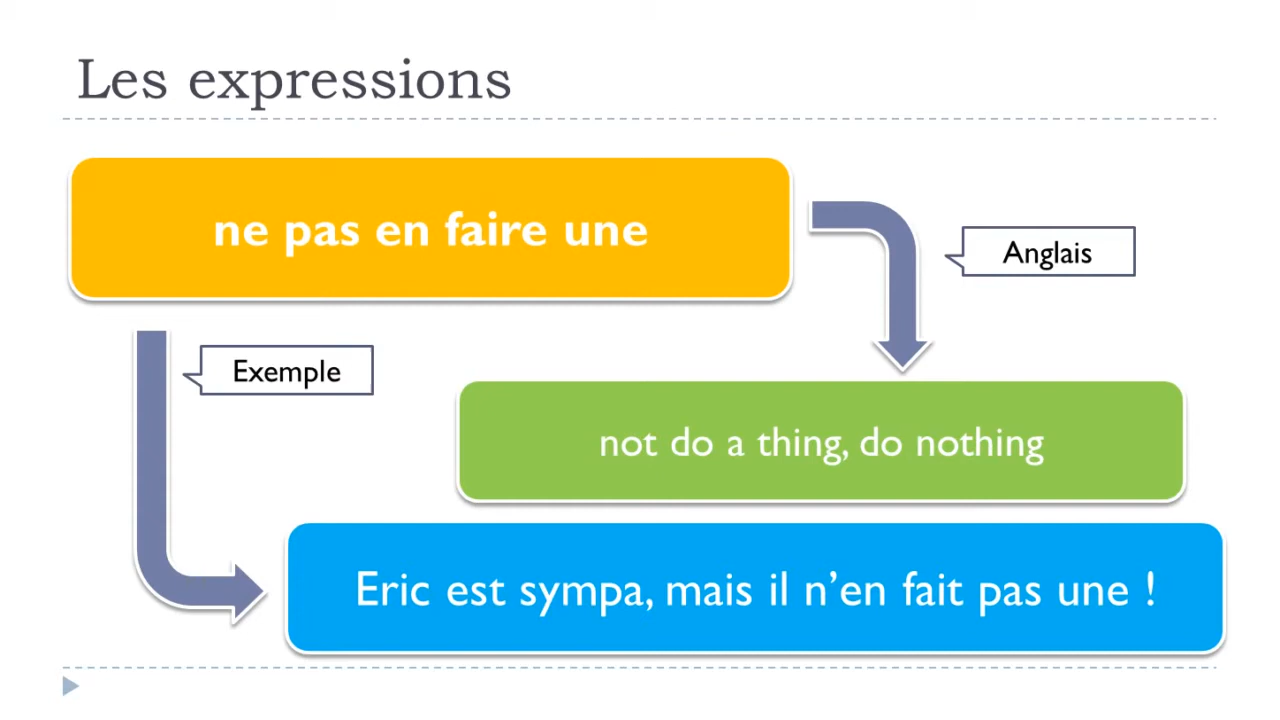 Les expressions
ne pas en faire une
Anglais
Exemple
not do a thing, do nothing
Eric est sympa, mais il n’en fait pas une !